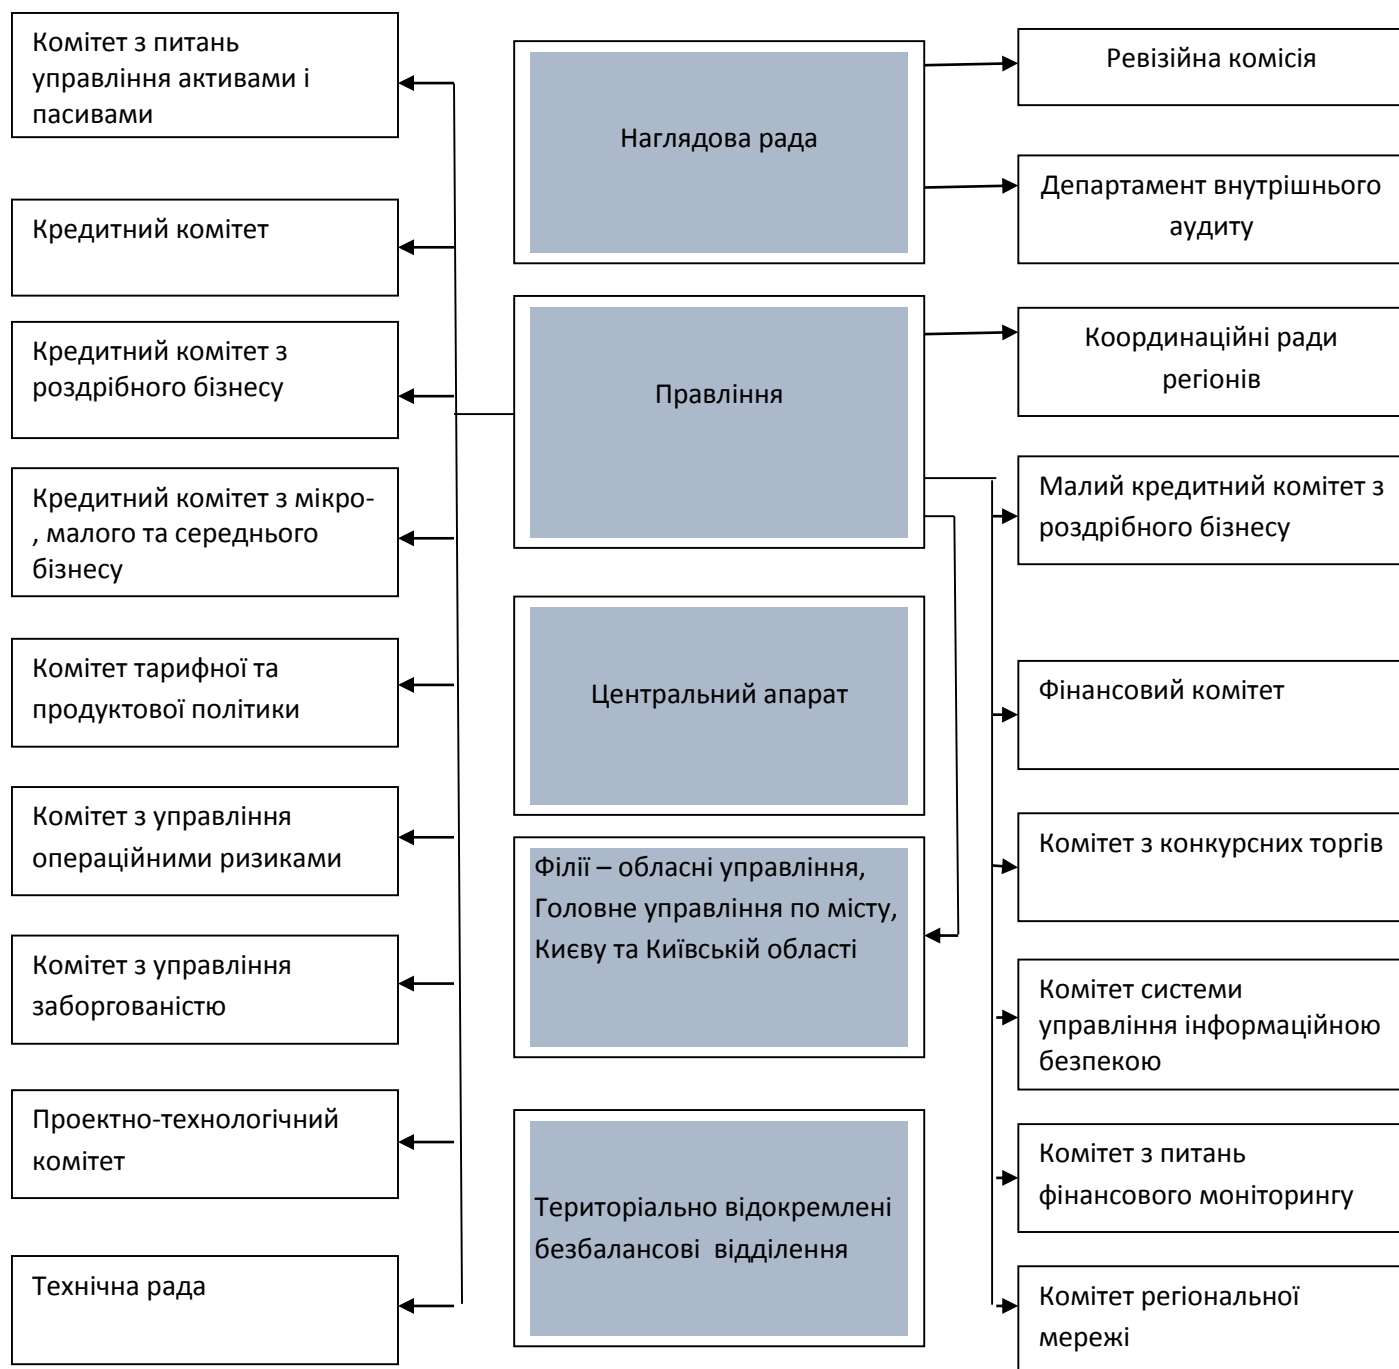 Комітет з питань
управління активами і
пасивами
Кредитний комітет
Кредитний комітет з
роздрібного бізнесу
Кредитний комітет з мікро-
, малого та середнього
бізнесу
Комітет тарифної та
продуктової політики
Комітет з управління
операційними ризиками
Комітет з управління
заборгованістю
Проектно-технологічний
комітет
Технічна рада
Наглядова рада
Правління
Центральний апарат
Філії – обласні управління,
Головне управління по місту,
Києву та Київській області
Територіально відокремлені
безбалансові відділення
Ревізійна комісія
Департамент внутрішнього
аудиту
Координаційні ради
регіонів
Малий кредитний комітет з
роздрібного бізнесу
Фінансовий комітет
Комітет з конкурсних торгів
Комітет системи
управління інформаційною
безпекою
Комітет з питань
фінансового моніторингу
Комітет регіональної
мережі